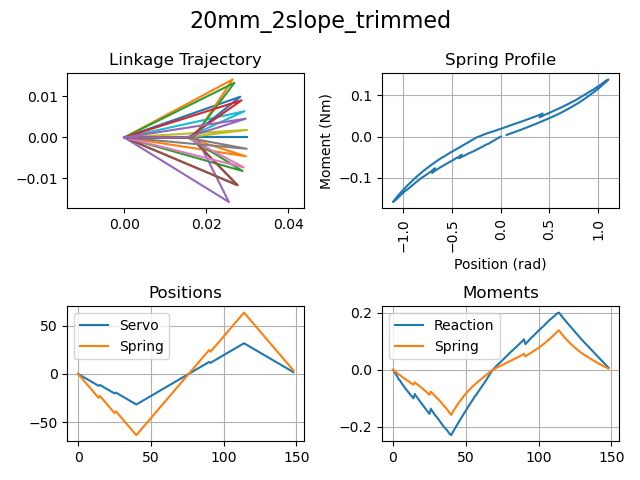 20mm_2slope_trimmed
Linkage Trajectory
0.01
0.00
−0.01
0.00
0.02
0.04
Spring Profile
Moment (Nm)
0.1
0.0
−0.1
−1.0
−0.5
0.0
0.5
1.0
Position (rad)
Positions
Servo
Spring
50
0
−50
0
50
100
150
Moments
Reaction
Spring
0.2
0.0
−0.2
0
50
100
150